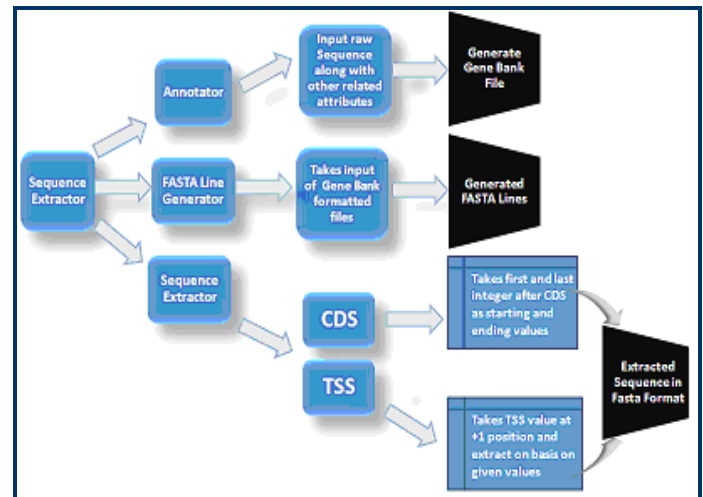 Sequence
Extractor
Annotator
Input raw
Sequence
along with
other related
attributes
Generate
Gene Bank
File
FASTA Line
Generator
Takes input
of Gene Bank
formatted
files
Generated
FASTA Lines
Sequence
Extractor
CDS
Takes first and last
integer after CDS
as starting and
ending values
TSS
Takes TSS value at
+1 position and
extract on basis on
given values
Extracted
Sequence in
Fasta Format